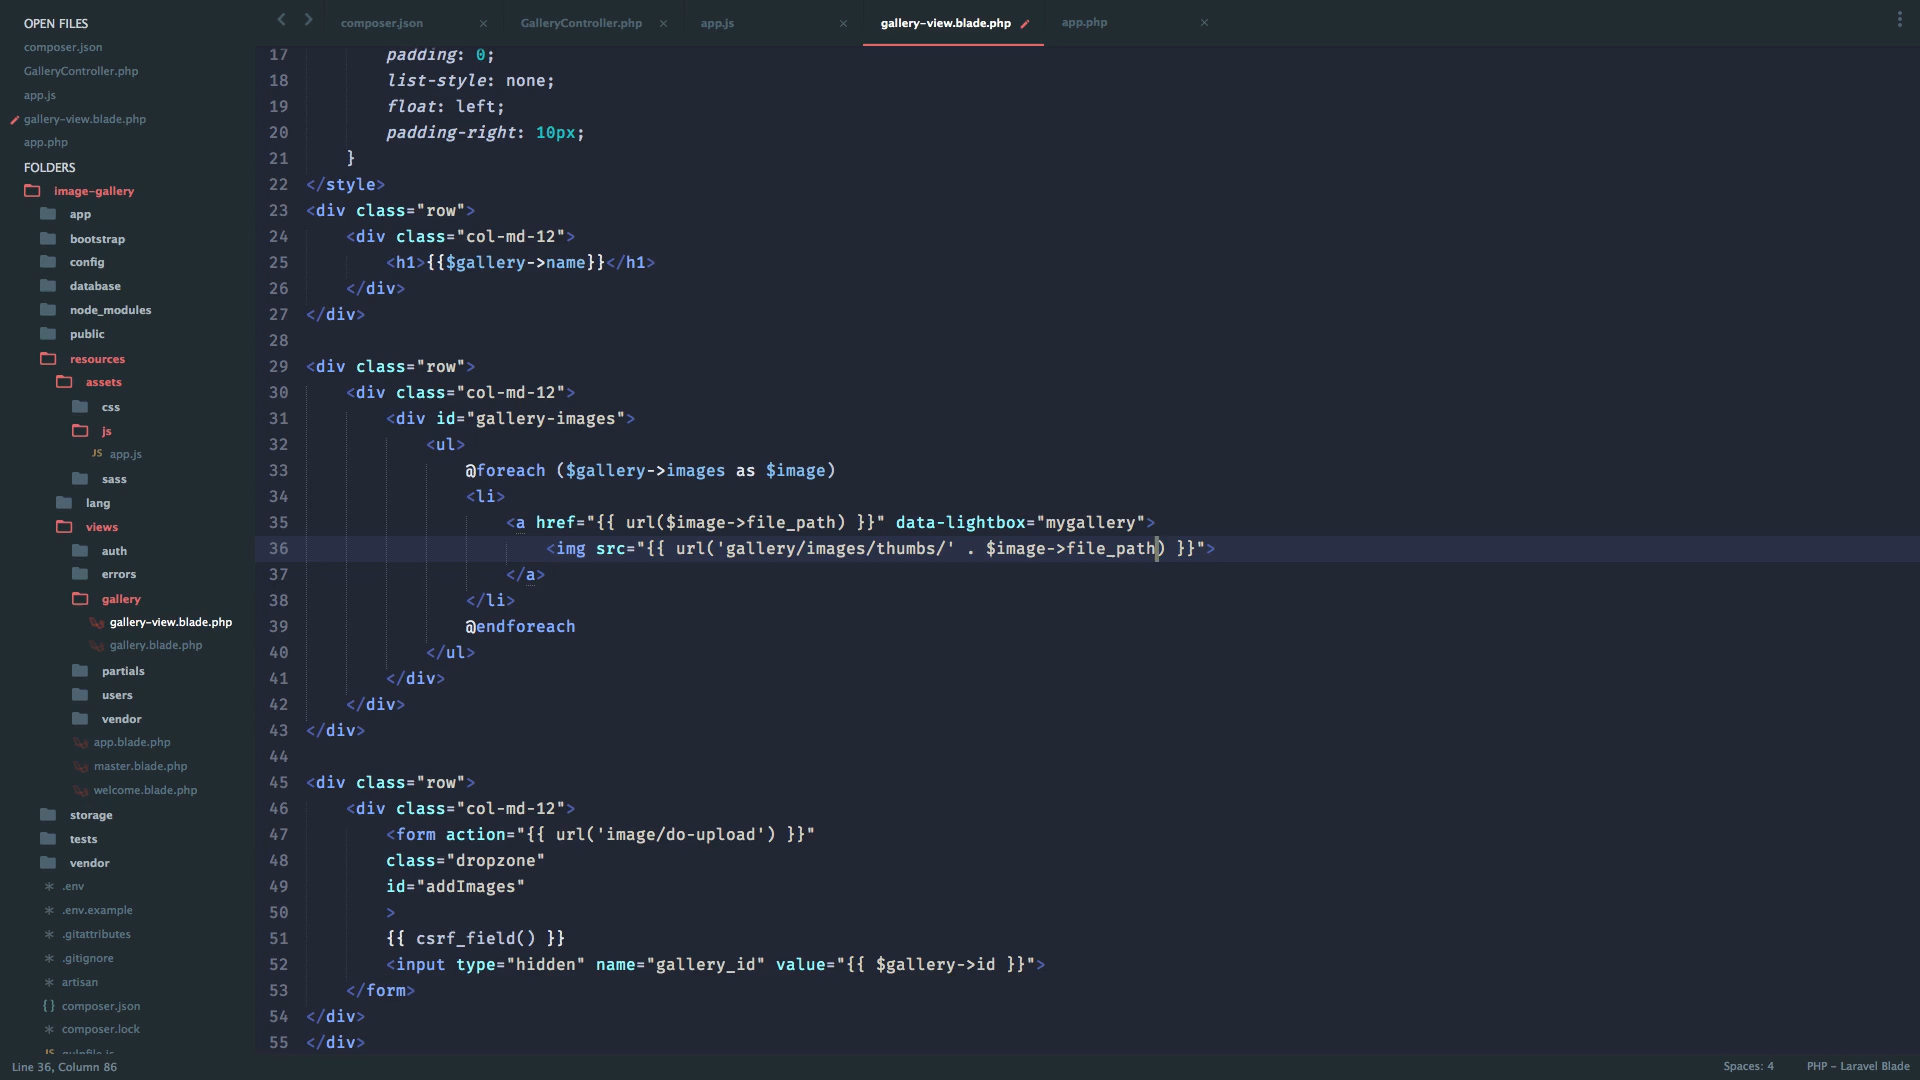 OPEN FILES
composer.json
GalleryController.php
app.js
gallery-view.blade.php
app.php
FOLDERS
image-gallery
app
bootstrap
config
database
node_modules
public
resources
assets
css
js
JS app.js
sass
lang
views
auth
errors
gallery
gallery-view.blade.php
gallery.blade.php
partials
users
vendor
app.blade.php
master.blade.php
welcome.blade.php
storage
tests
vendor
.env
.env.example
.gitattributes
.gitignore
artisan
{} composer.json
composer.lock
JS gulpfile.js
composer.json GalleryController.php app.js gallery-view.blade.php app.php
17 padding: 0;
18 list-style: none;
19 float: left;
20 padding-right: 10px;
21 }
22 </style>
23 <div class="row">
24 <div class="col-md-12">
25 <h1>{{$gallery->name}}</h1>
26 </div>
27 </div>
28
29 <div class="row">
30 <div class="col-md-12">
31 <div id="gallery-images">
32 <ul>
33 @foreach ($gallery->images as $image)
34 <li>
35 <a href="{{ url($image->file_path) }}" data-lightbox="mygallery">
36 <img src="{{ url('gallery/images/thumbs/' . $image->file_path) }}">
37 </a>
38 </li>
39 @endforeach
40 </ul>
41 </div>
42 </div>
43 </div>
44
45 <div class="row">
46 <div class="col-md-12">
47 <form action="{{ url('image/do-upload') }}"
48 class="dropzone"
49 id="addImages"
50 >
51 {{ csrf_field() }}
52 <input type="hidden" name="gallery_id" value="{{ $gallery->id }}">
53 </form>
54 </div>
55 </div>
Line 36, Column 86
Spaces: 4
PHP - Laravel Blade